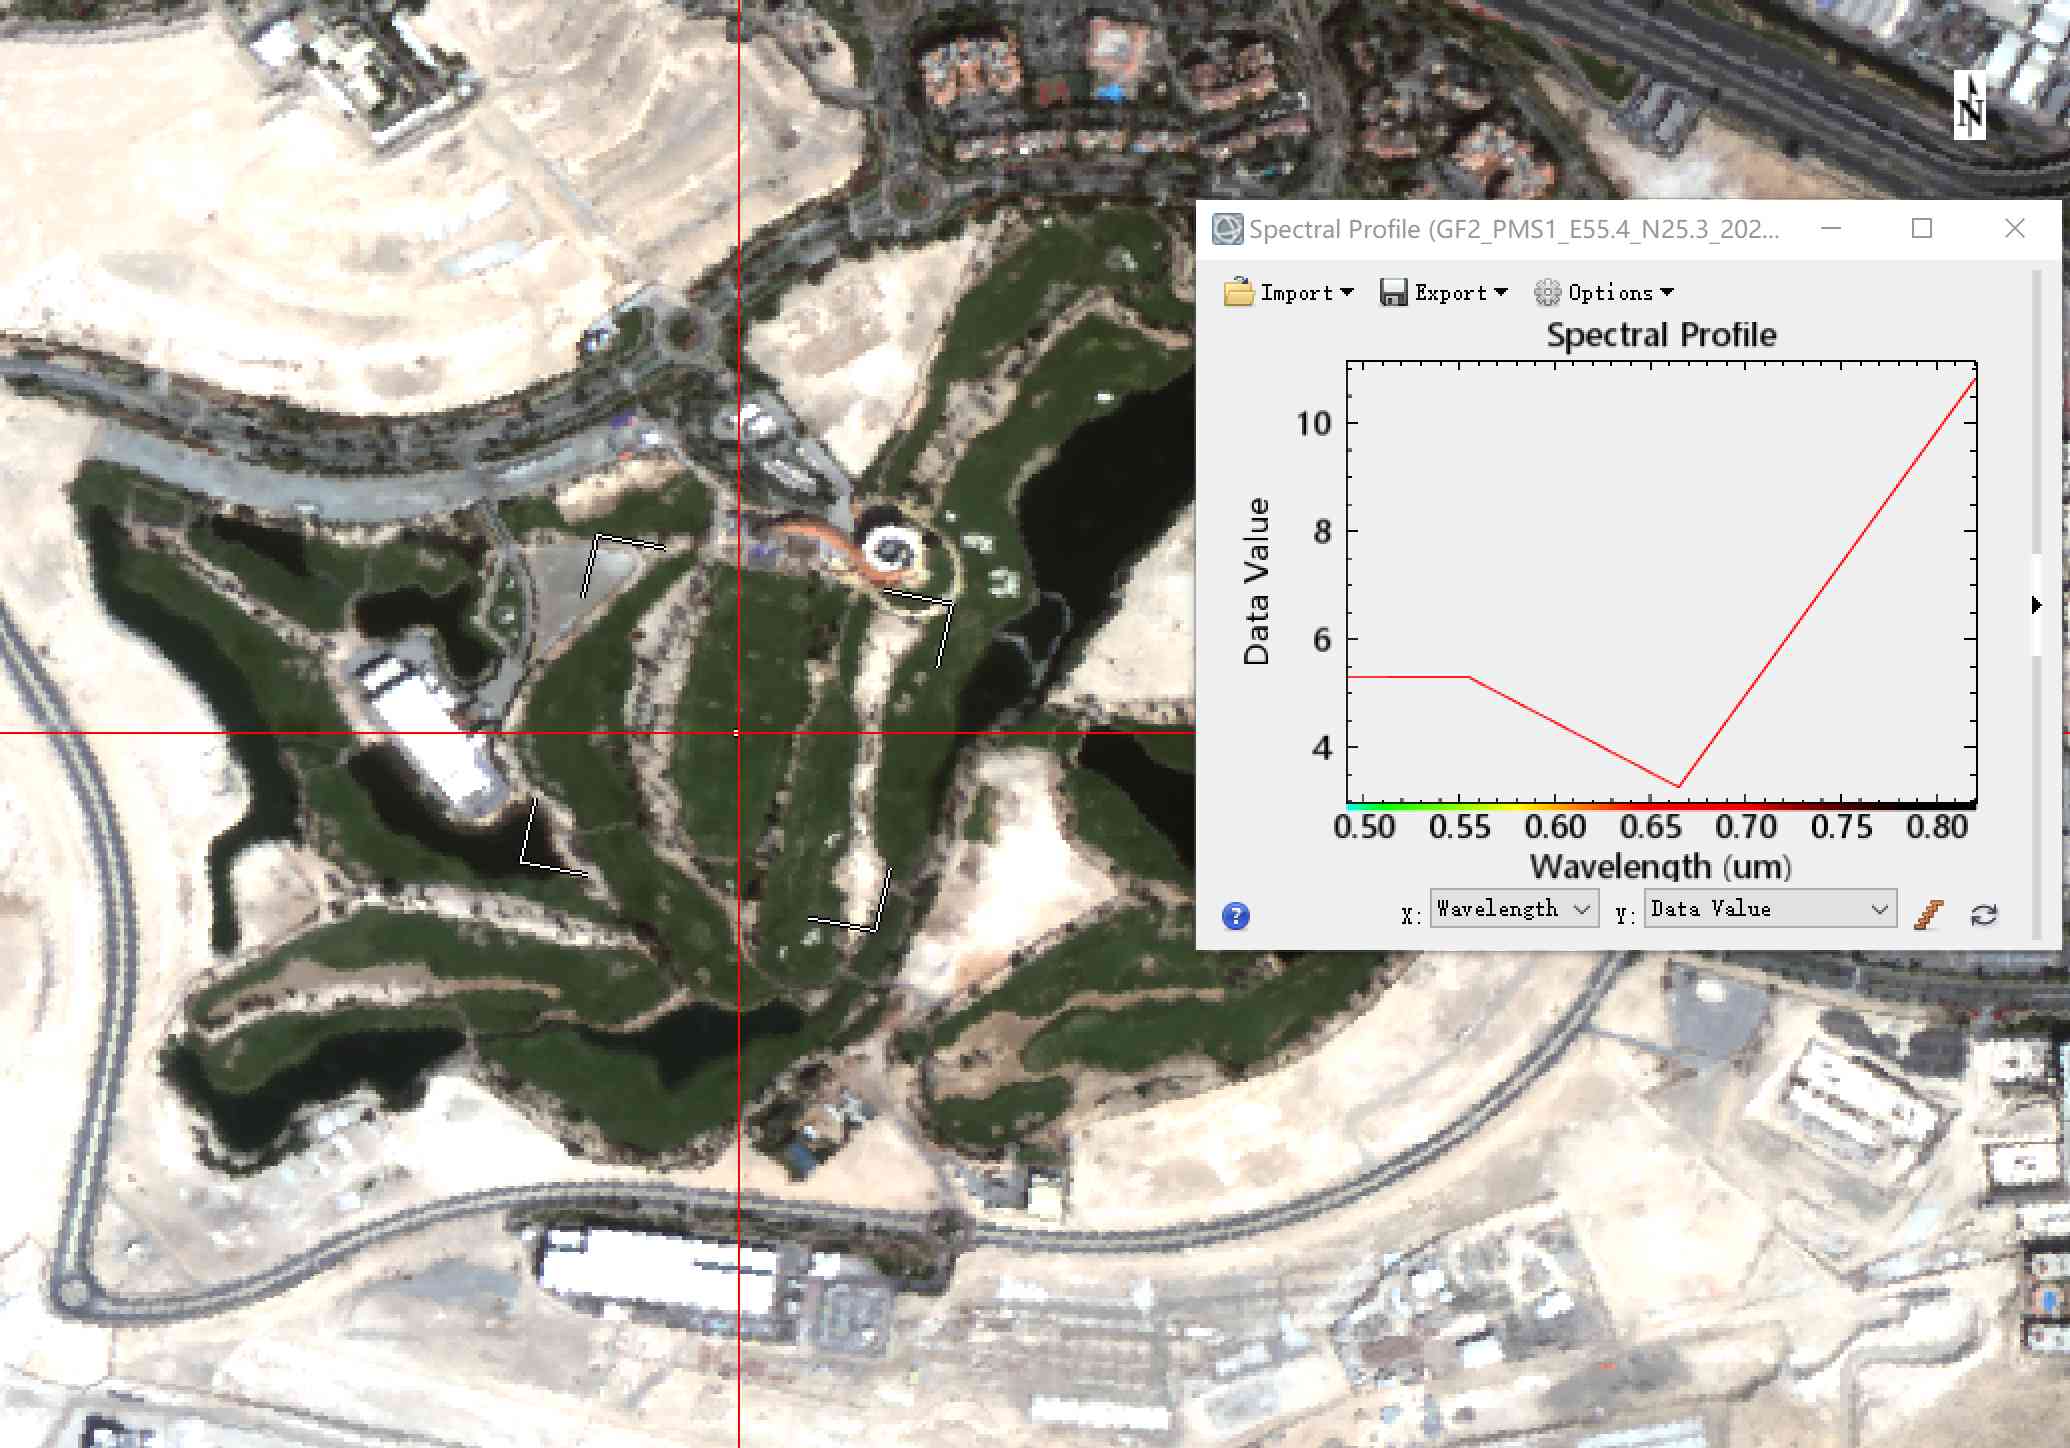 N
Spectral Profile (GF2_PMS1_E55.4_N25.3_202...
Import Export Options
Spectral Profile
10
8
6
4
Data Value
0.50 0.55 0.60 0.65 0.70 0.75 0.80
Wavelength (um)
X: Wavelength Y: Data Value